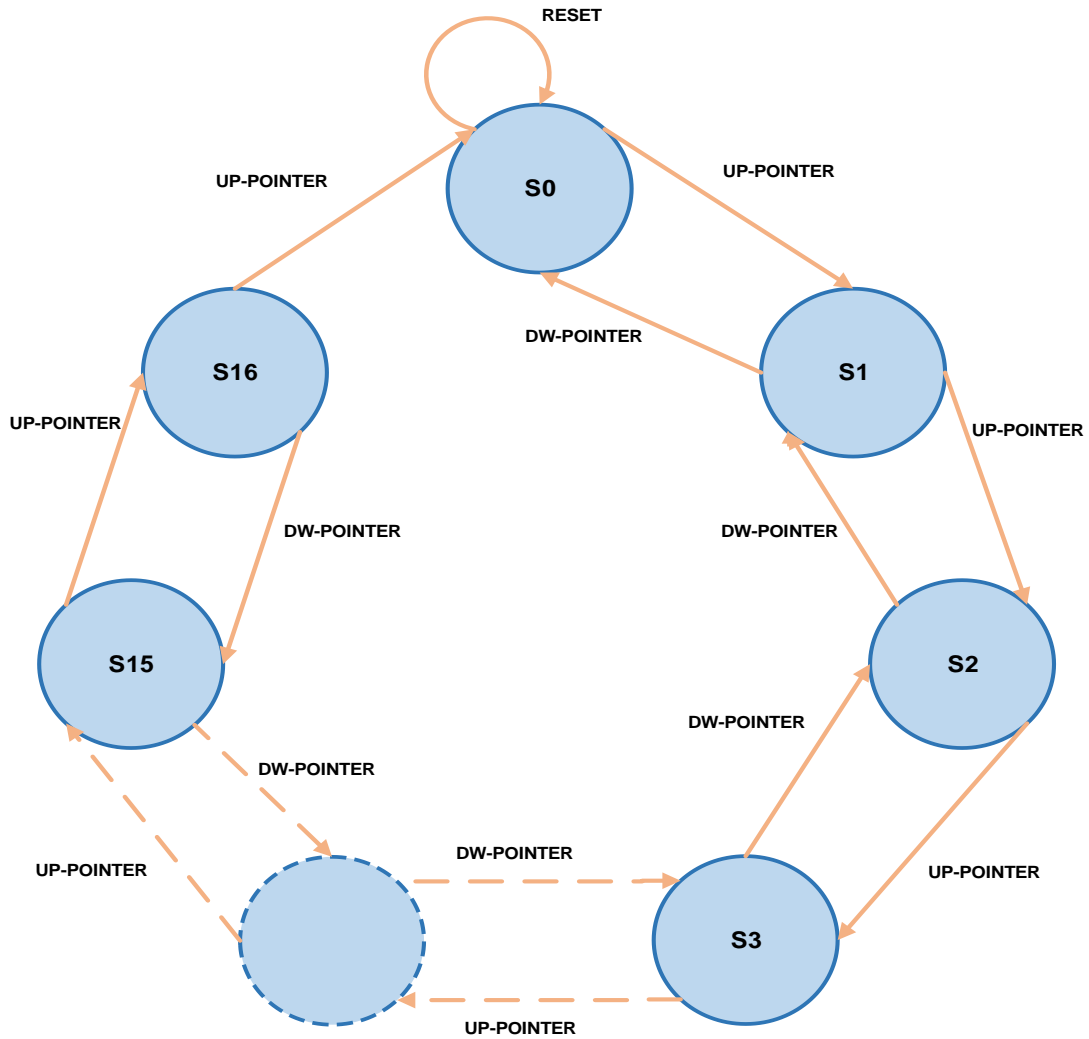 RESET
UP-POINTER
UP-POINTER
S0
DW-POINTER
S16
S1
UP-POINTER
UP-POINTER
DW-POINTER
DW-POINTER
S15
S2
DW-POINTER
DW-POINTER
UP-POINTER
DW-POINTER
UP-POINTER
S3
UP-POINTER